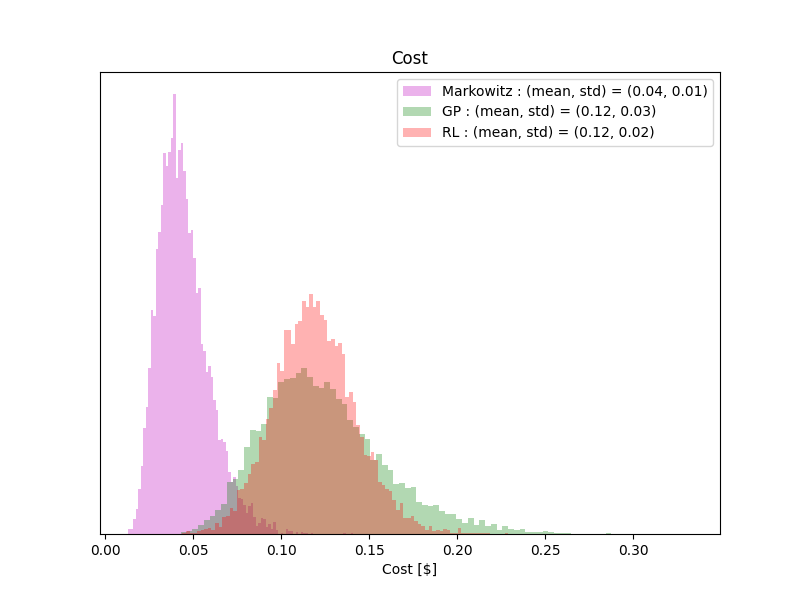 Cost
Markowitz : (mean, std) = (0.04, 0.01)
GP : (mean, std) = (0.12, 0.03)
RL : (mean, std) = (0.12, 0.02)
0.00 0.05 0.10 0.15 0.20 0.25 0.30
Cost [$]